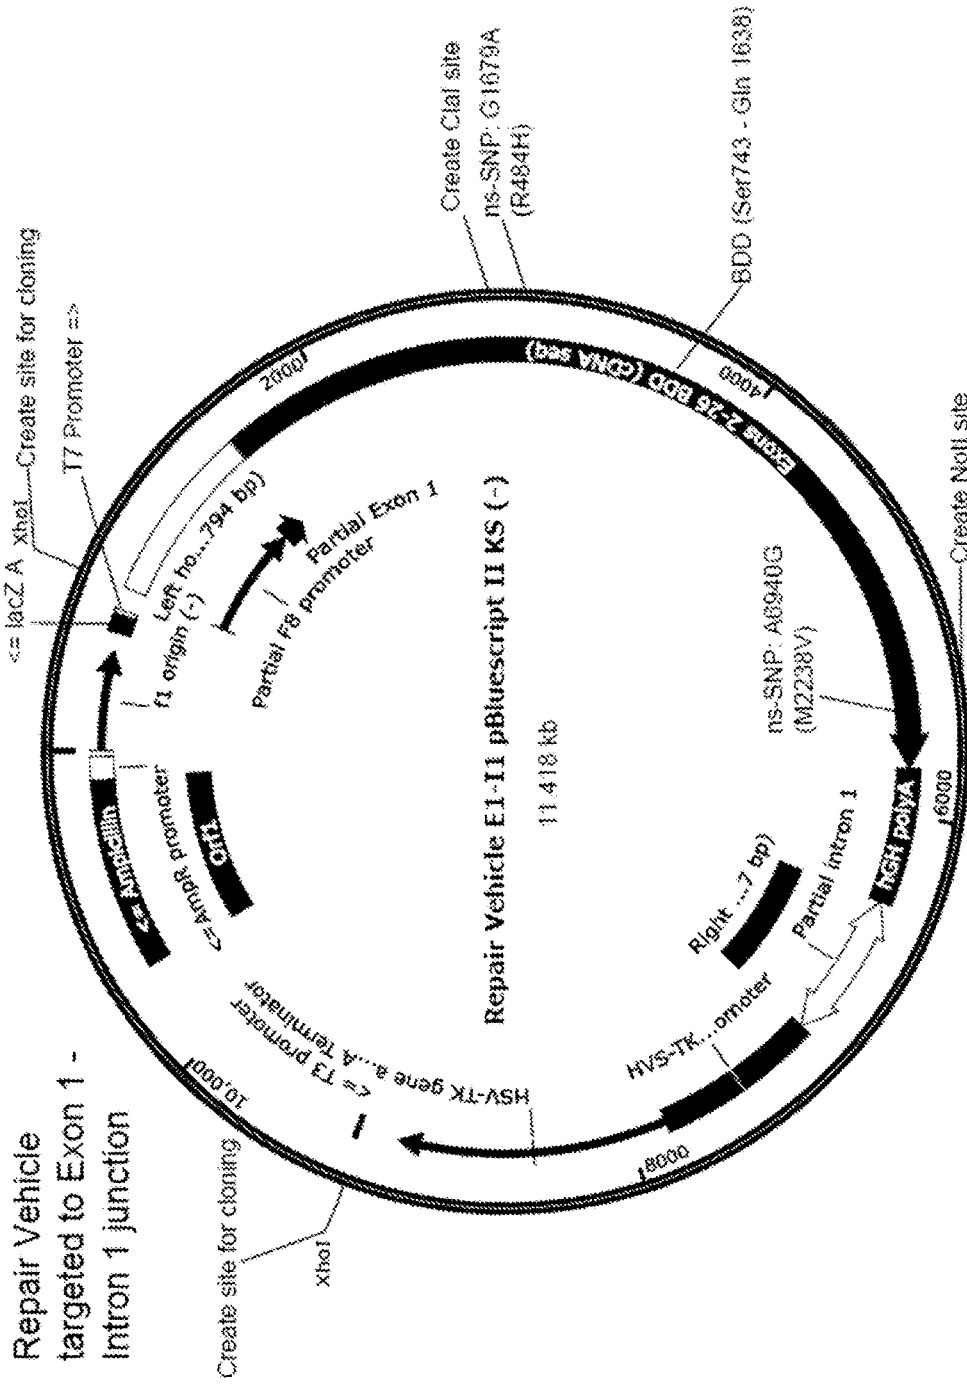 Repair Vehicle
targeted to Exon 1 -
Intron 1 junction
<= lacZ A
xhoI
Create site for cloning
T7 Promoter =>
2000
Left ho...794 bp)
f1 origin (-)
Partial Exon 1
Partial F8 promoter
Create ClaI site
ns-SNP: G1679A
(R484H)
Exons 2-26 BDD (cDNA seq)
BDD (Ser743 - Gln 1638)
4000
ns-SNP: A6940G
(M2238V)
Create NotI site
6000
hGH polyA
Partial intron 1
Right ...7 bp)
HVS-TK...omoter
8000
HSV-TK gene a...A Terminator
<= T3 promoter
xhoI
Create site for cloning
10,000
<= Ampicillin
<= AmpR promoter
Ori1
Repair Vehicle E1-I1 pBluescript II KS (-)
11.418 kb